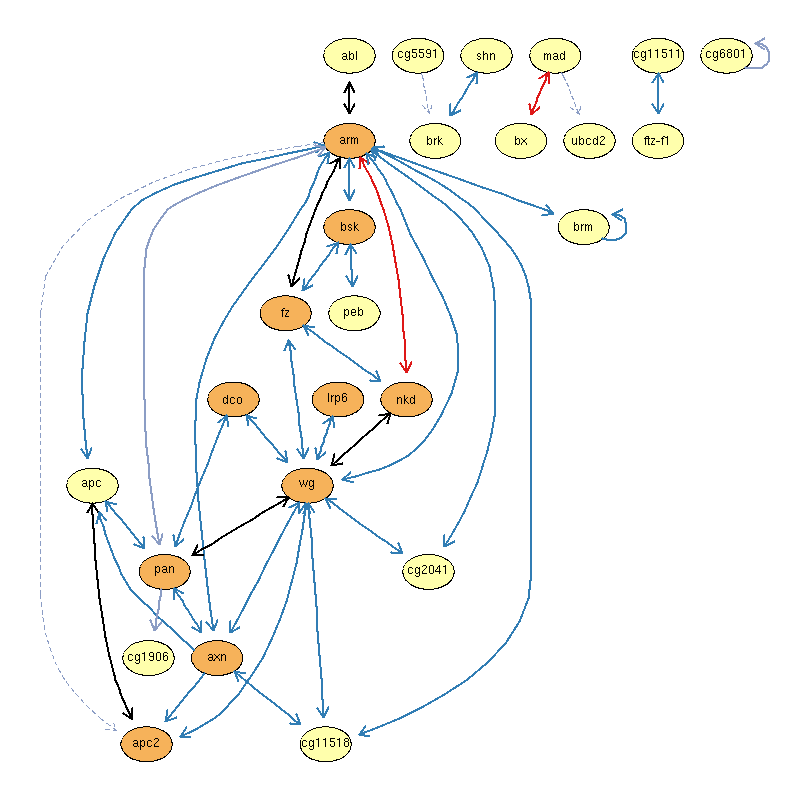 abl
cg5591
shn
mad
cg11511
cg6801
arm
brk
bx
ubcd2
ftz-f1
bsk
brm
fz
peb
dco
lrp6
nkd
apc
wg
pan
cg2041
cg1906
axn
apc2
cg11518